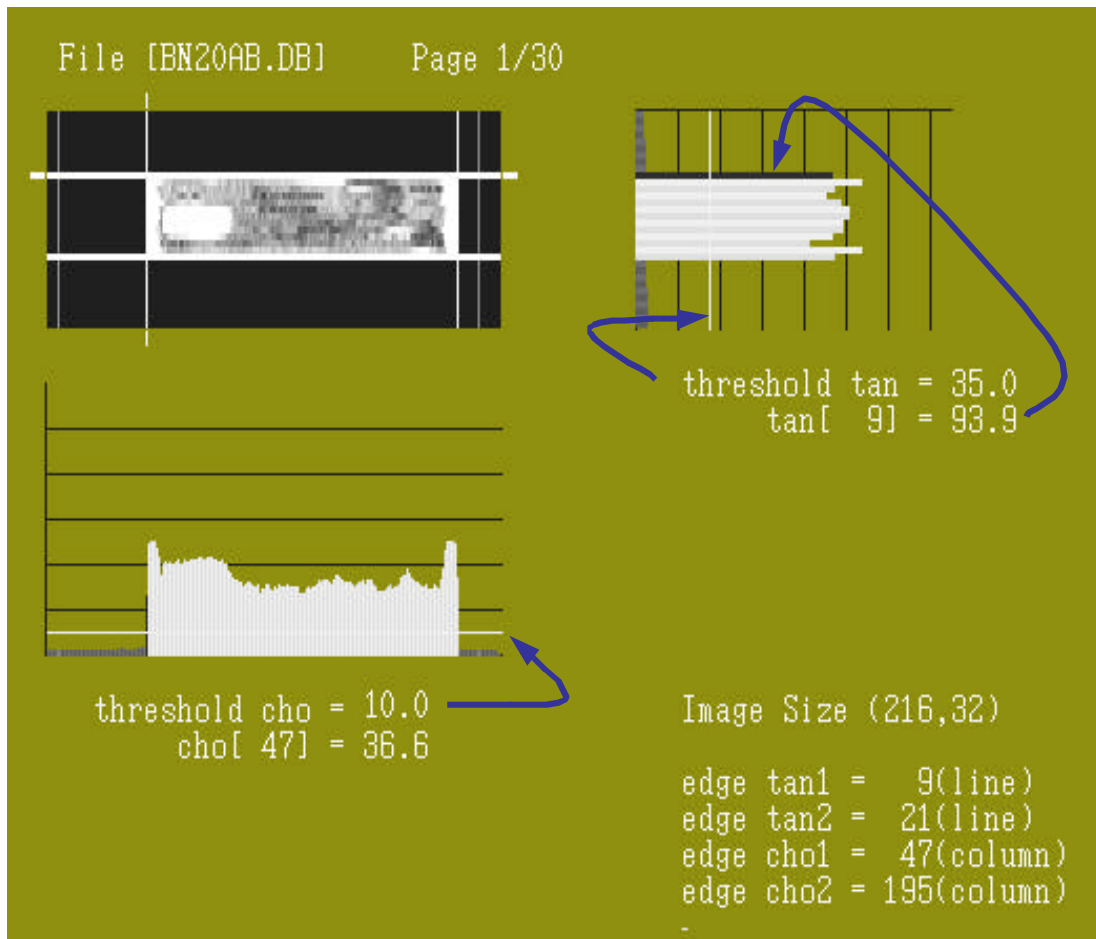 File [BN20AB.DB] Page 1/30
threshold tan = 35.0
tan[ 9] = 93.9
threshold cho = 10.0
cho[ 47] = 36.6
Image Size (216,32)
edge tan1 = 9(line)
edge tan2 = 21(line)
edge cho1 = 47(column)
edge cho2 = 195(column)